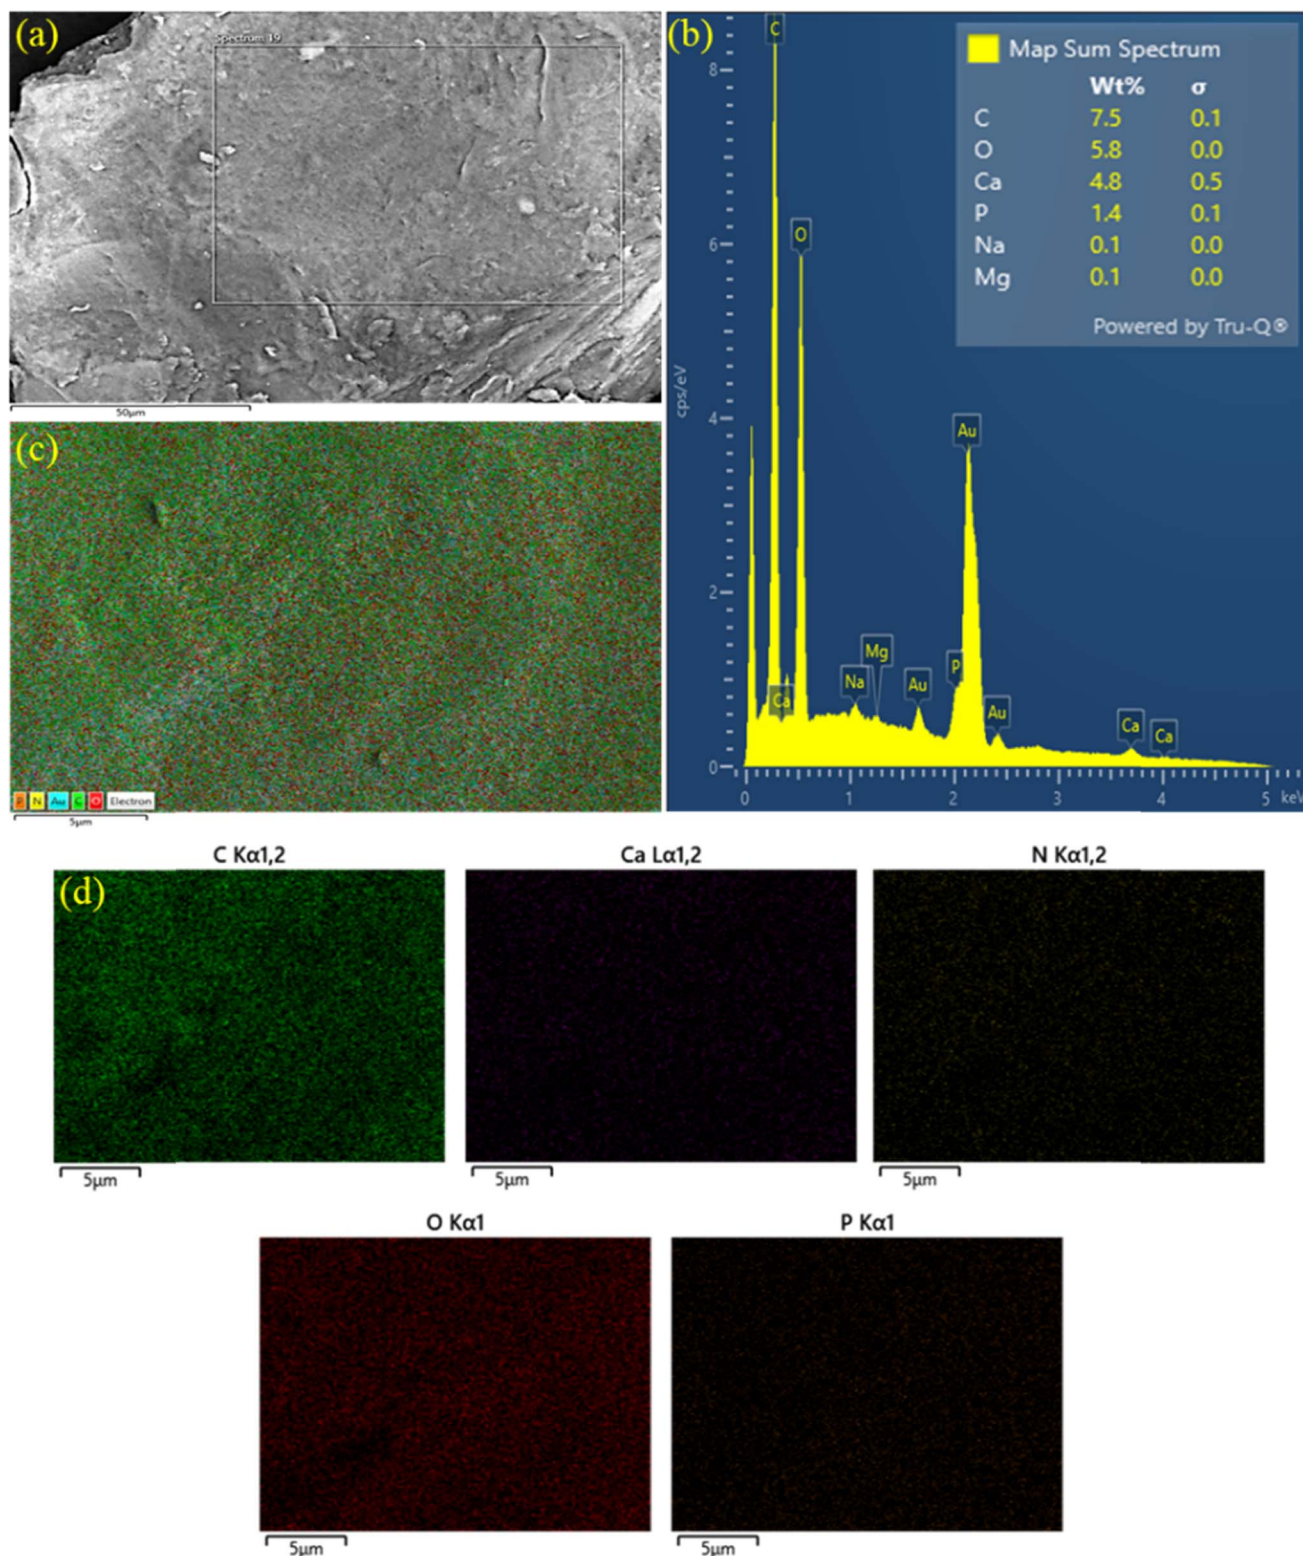 (a)
Spectrum 19
50µm
(b)
C
O
Ca
Na
Mg
Au
P
Au
Au
Ca
Ca
cps/eV
8
6
4
2
0
0 1 2 3 4 5 keV
Map Sum Spectrum
Wt% σ
C 7.5 0.1
O 5.8 0.0
Ca 4.8 0.5
P 1.4 0.1
Na 0.1 0.0
Mg 0.1 0.0
Powered by Tru-Q®
(c)
P N Au C O Electron
5µm
C Kα1,2
Ca Lα1,2
N Kα1,2
(d)
5µm
5µm
5µm
O Kα1
P Kα1
5µm
5µm